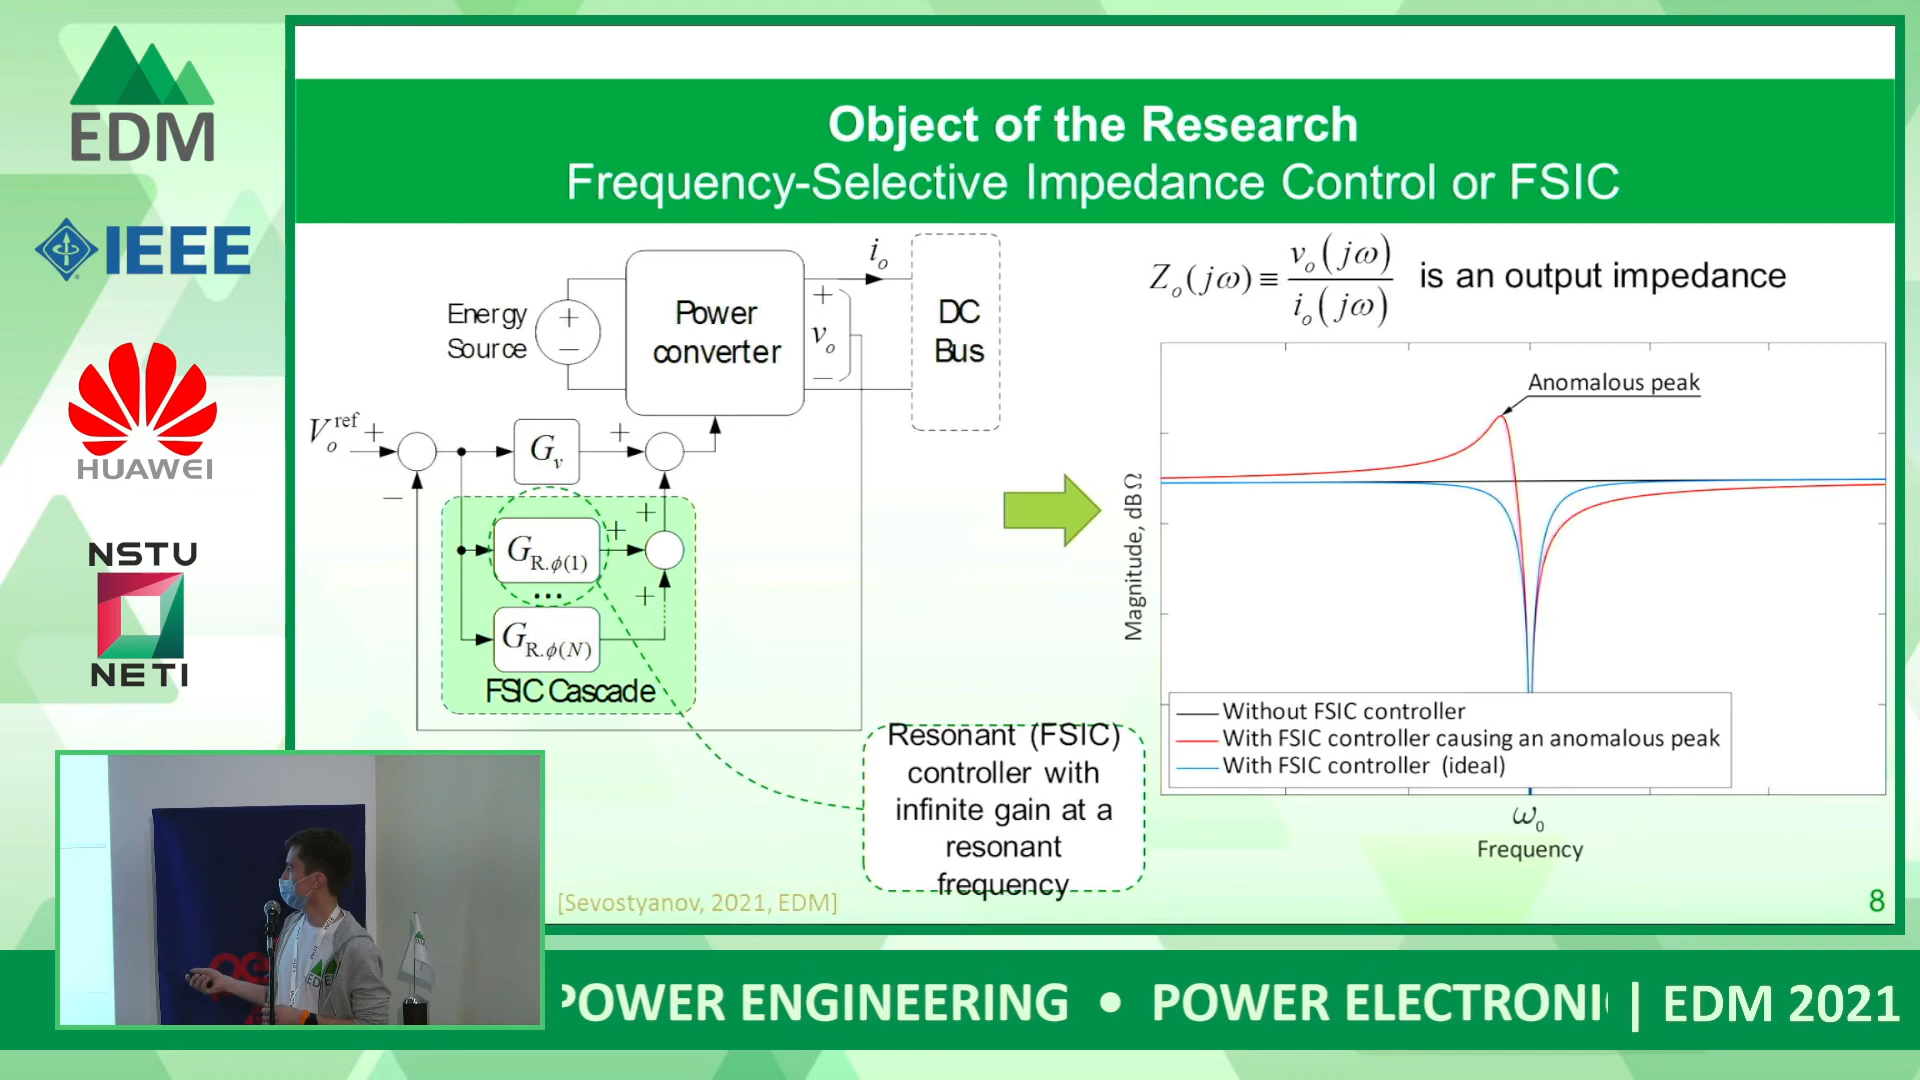 EDM
IEEE
HUAWEI
NSTU
NETI
Object of the Research
Frequency-Selective Impedance Control or FSIC
Energy
Source
+
−
Power
converter
i_o
+
v_o
−
DC
Bus
V_o^ref +
−
G_v
+
G_R.ϕ(1)
+
+
...
+
G_R.ϕ(N)
FSIC Cascade
Resonant (FSIC)
controller with
infinite gain at a
resonant
frequency
[Sevostyanov, 2021, EDM]
Z_o(jω) ≡ v_o(jω) / i_o(jω) is an output impedance
Anomalous peak
Magnitude, dBΩ
Without FSIC controller
With FSIC controller causing an anomalous peak
With FSIC controller (ideal)
ω_0
Frequency
8
POWER ENGINEERING • POWER ELECTRONI | EDM 2021